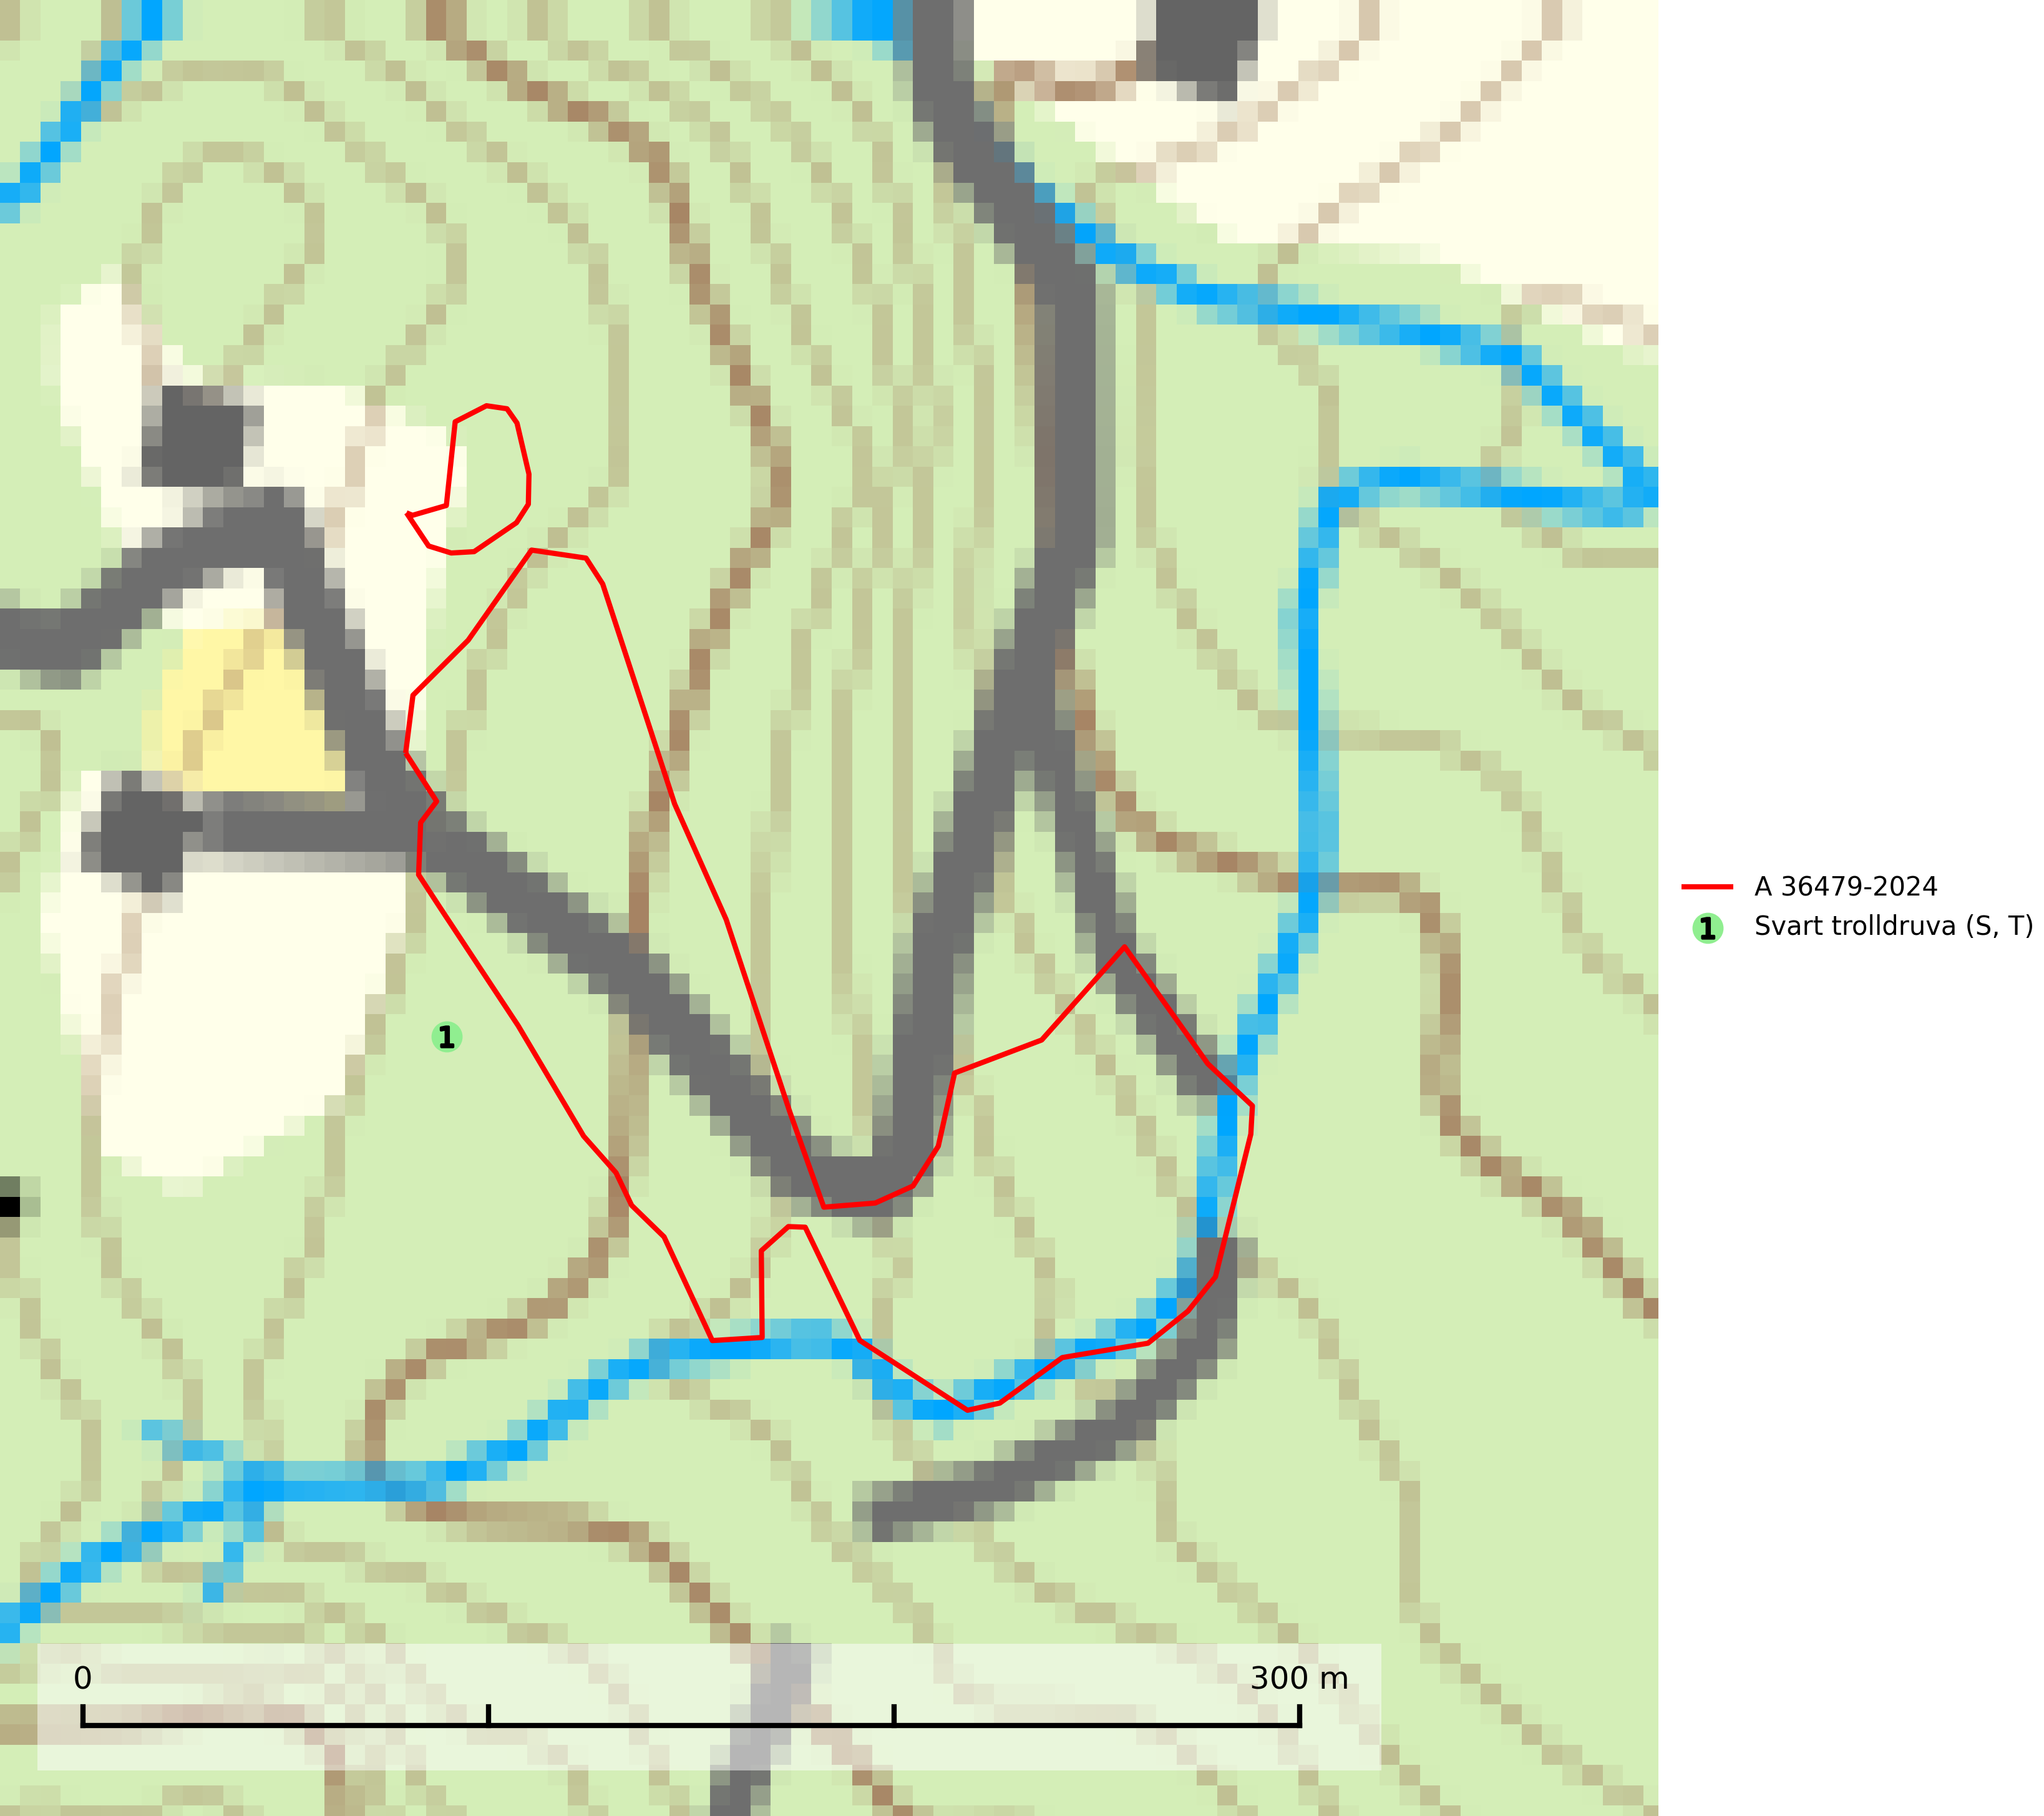 A 36479-2024
1 Svart trolldruva (S, T)
1
0 300 m